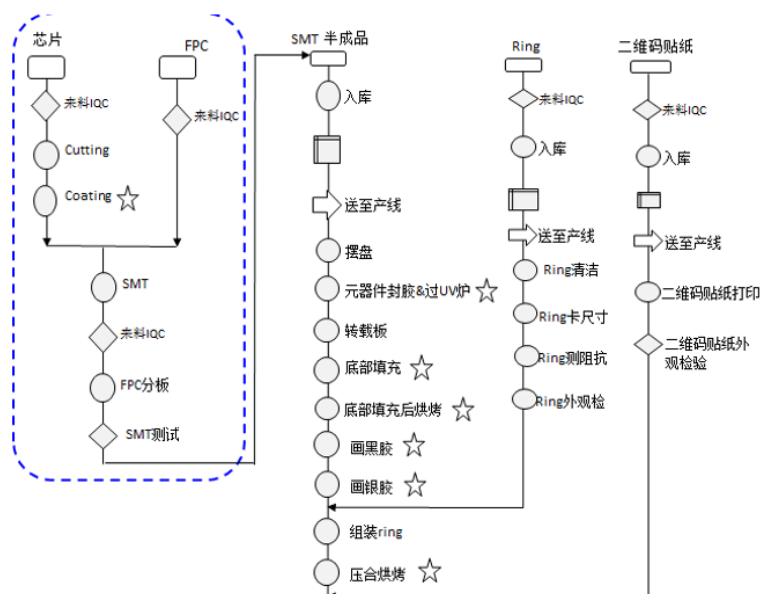 芯片
FPC
来料IQC
来料IQC
Cutting
Coating
SMT
来料IQC
FPC分板
SMT测试
SMT 半成品
入库
送至产线
摆盘
元器件封胶&过UV炉
转载板
底部填充
底部填充后烘烤
画黑胶
画银胶
组装ring
压合烘烤
Ring
来料IQC
入库
送至产线
Ring清洁
Ring卡尺寸
Ring测阻抗
Ring外观检
二维码贴纸
来料IQC
入库
送至产线
二维码贴纸打印
二维码贴纸外
观检验